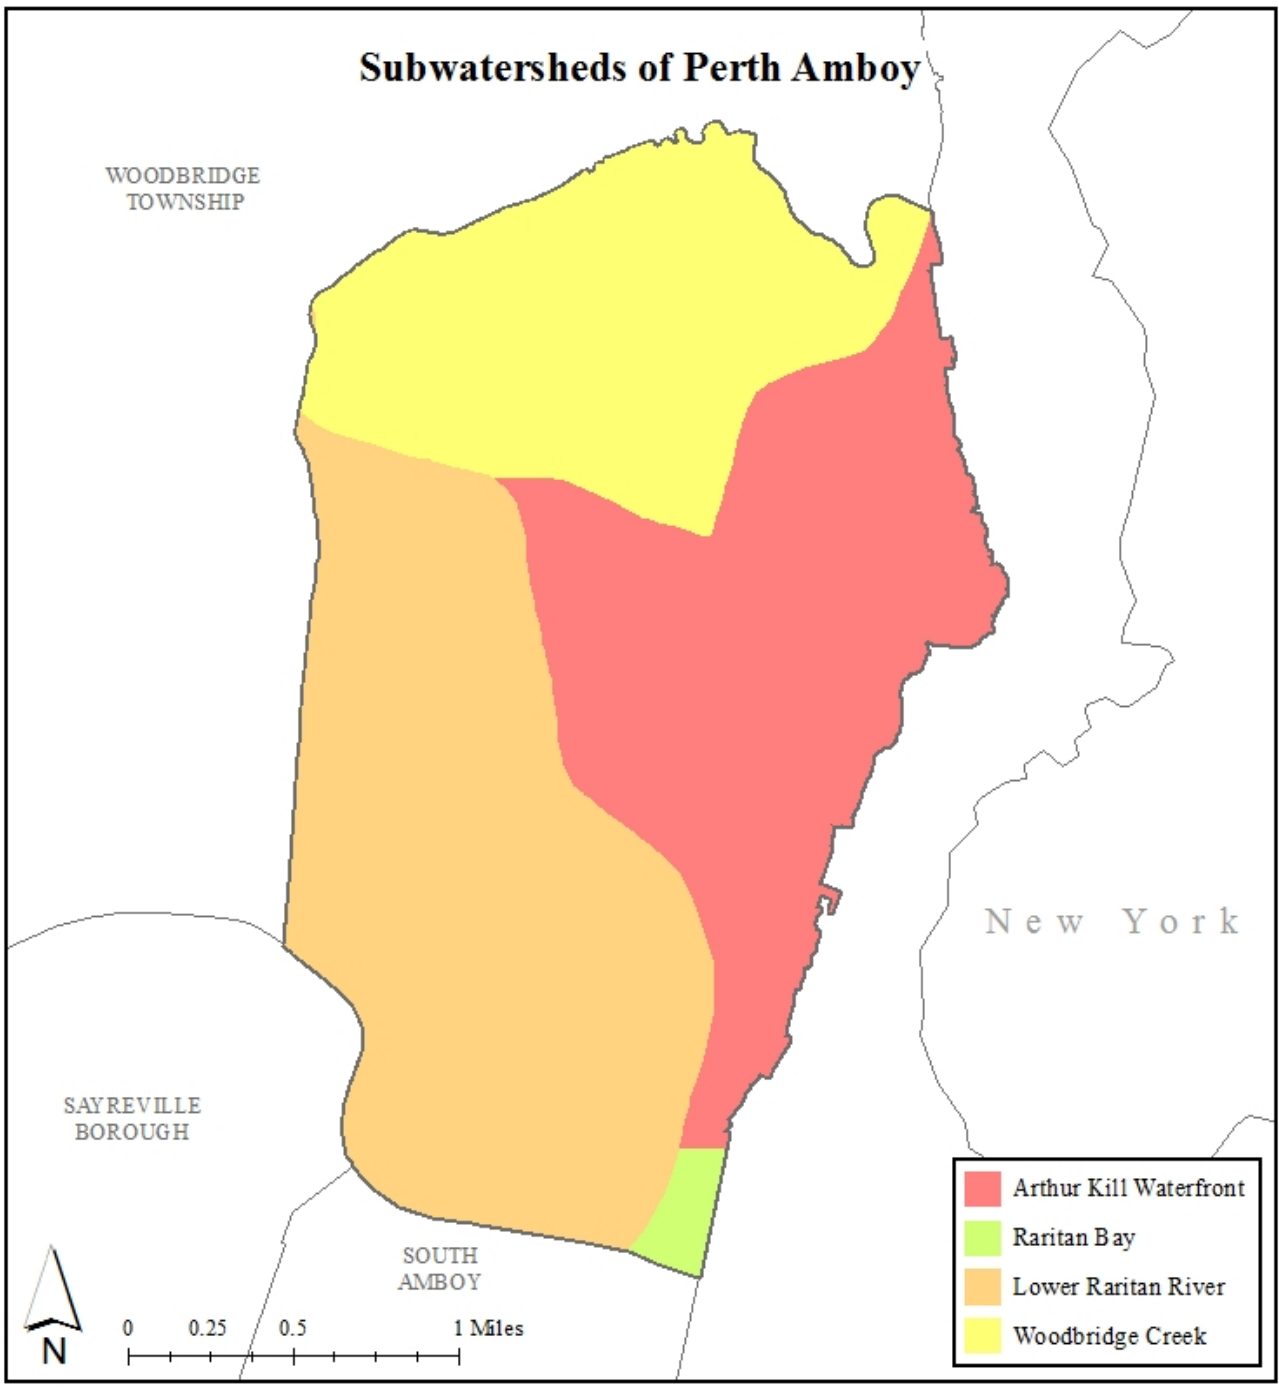 Subwatersheds of Perth Amboy
WOODBRIDGE
TOWNSHIP
New York
SAYREVILLE
BOROUGH
SOUTH
AMBOY
Arthur Kill Waterfront
Raritan Bay
Lower Raritan River
Woodbridge Creek
N
0 0.25 0.5 1 Miles